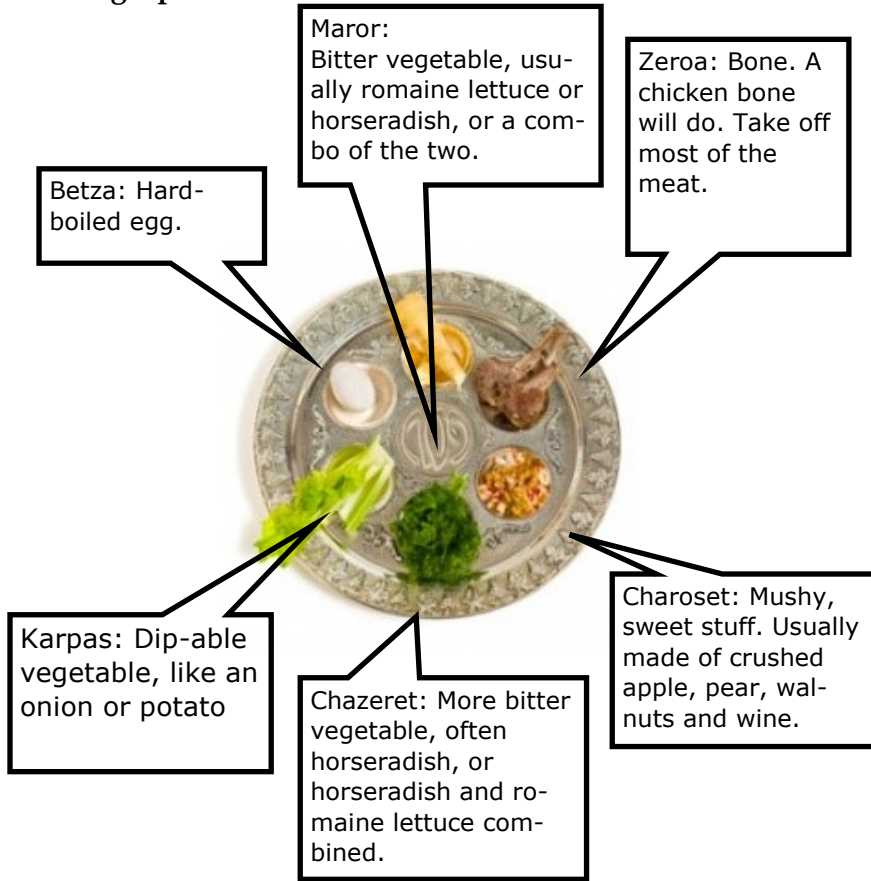 Maror:
Bitter vegetable, usu-
ally romaine lettuce or
horseradish, or a com-
bo of the two.
Zeroa: Bone. A
chicken bone
will do. Take off
most of the
meat.
Betza: Hard-
boiled egg.
Karpas: Dip-able
vegetable, like an
onion or potato
Chazeret: More bitter
vegetable, often
horseradish, or
horseradish and ro-
maine lettuce com-
bined.
Charoset: Mushy,
sweet stuff. Usually
made of crushed
apple, pear, wal-
nuts and wine.